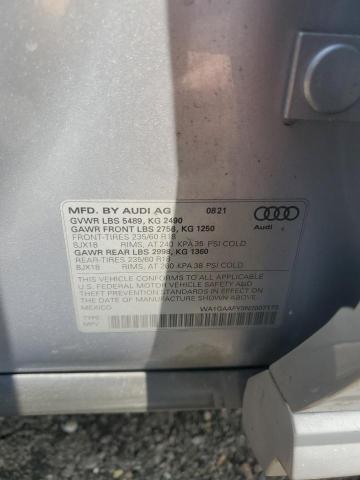 MFD. BY AUDI AG 0821
GVWR LBS 5489, KG 2490
GAWR FRONT LBS 2756, KG 1250
FRONT-TIRES 235/60 R18
8JX18 RIMS, AT 240 KPA 35 PSI COLD.
GAWR REAR LBS 2998, KG 1360
REAR-TIRES 235/60 R18
8JX18 RIMS, AT 260 KPA 38 PSI COLD.
THIS VEHICLE CONFORMS TO ALL APPLICABLE
U.S. FEDERAL MOTOR VEHICLE SAFETY AND
THEFT PREVENTION STANDARDS IN EFFECT ON
THE DATE OF MANUFACTURE SHOWN ABOVE.
MEXICO
TYPE:
MPV
Audi